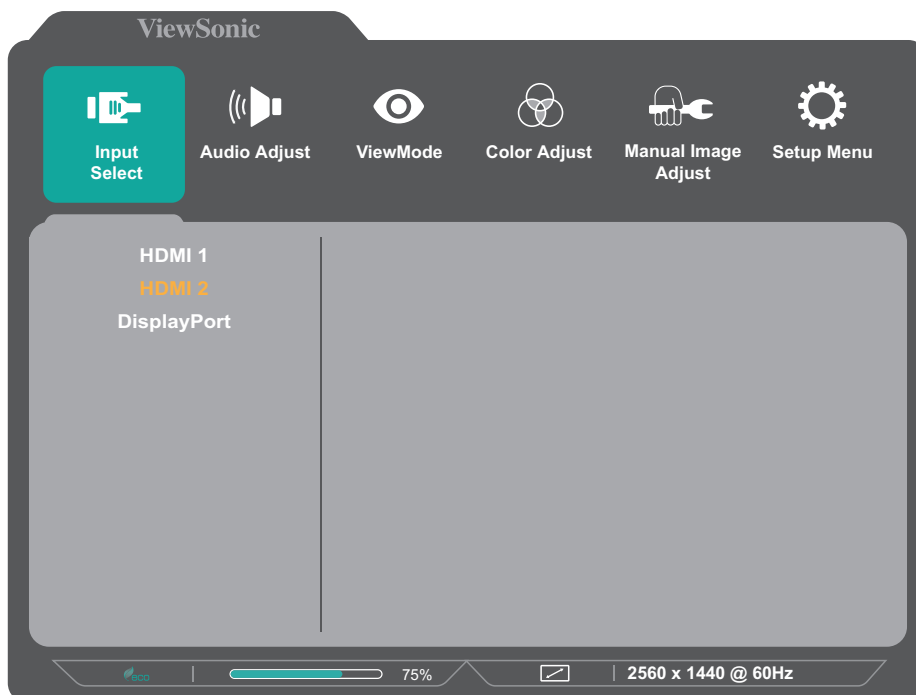 ViewSonic
Input
Select
Audio Adjust
ViewMode
Color Adjust
Manual Image
Adjust
Setup Menu
HDMI 1
HDMI 2
DisplayPort
eco
75%
2560 x 1440 @ 60Hz